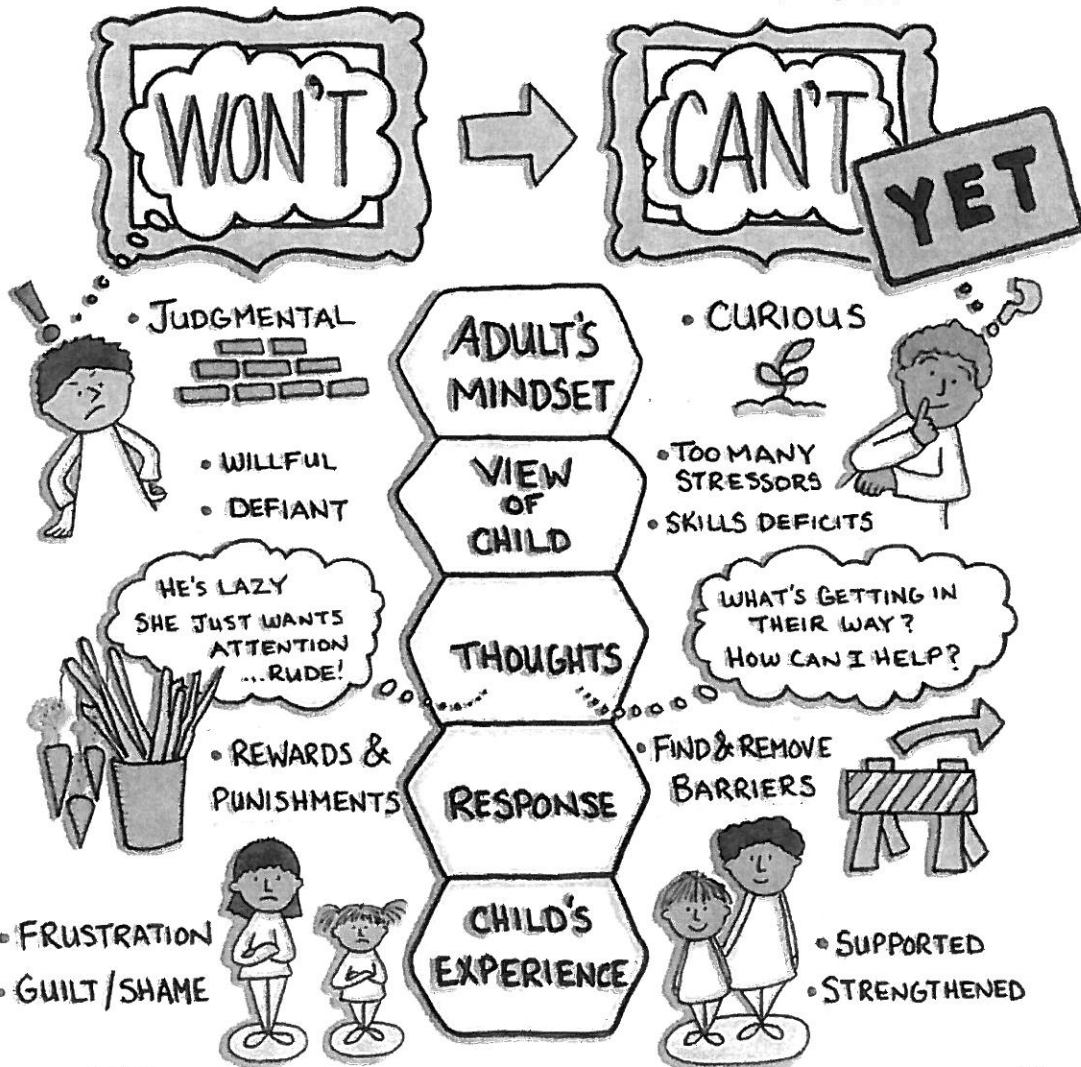 WON'T
CAN'T
YET
• JUDGMENTAL
ADULT'S
MINDSET
• CURIOUS
• WILLFUL
• DEFIANT
VIEW
OF
CHILD
• TOO MANY
STRESSORS
• SKILLS DEFICITS
HE'S LAZY
SHE JUST WANTS
ATTENTION
...RUDE!
THOUGHTS
WHAT'S GETTING IN
THEIR WAY?
HOW CAN I HELP?
• REWARDS &
PUNISHMENTS
RESPONSE
• FIND & REMOVE
BARRIERS
• FRUSTRATION
• GUILT/SHAME
CHILD'S
EXPERIENCE
• SUPPORTED
• STRENGTHENED